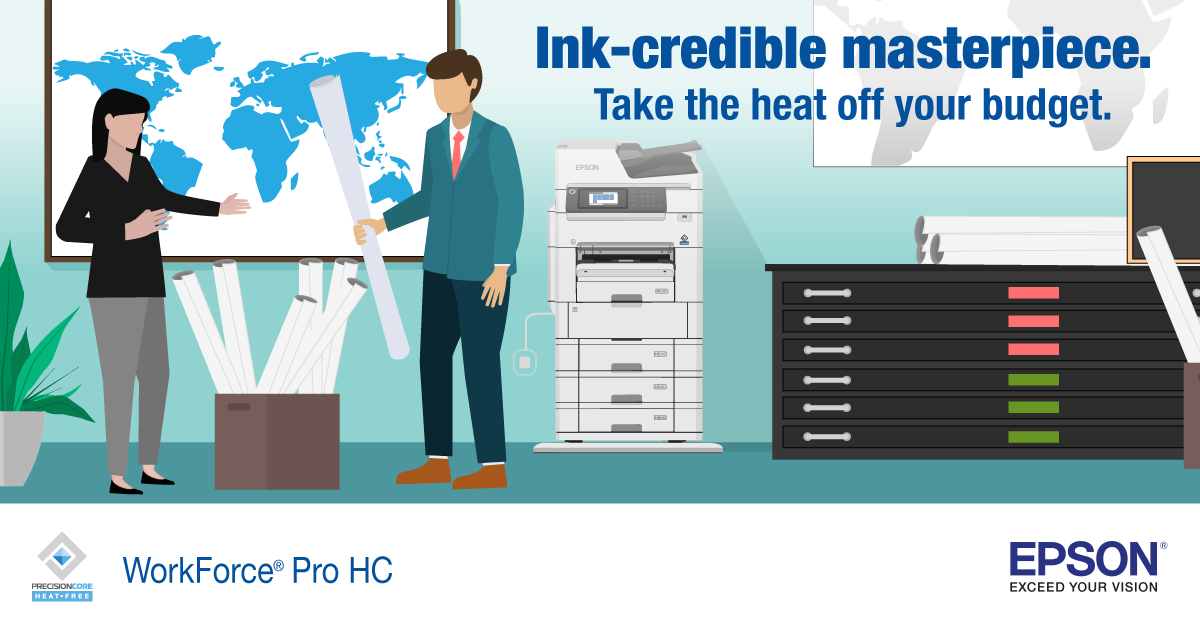 Ink-credible masterpiece.
Take the heat off your budget.
EPSON
PRECISIONCORE
HEAT•FREE
WorkForce® Pro HC
EPSON®
EXCEED YOUR VISION